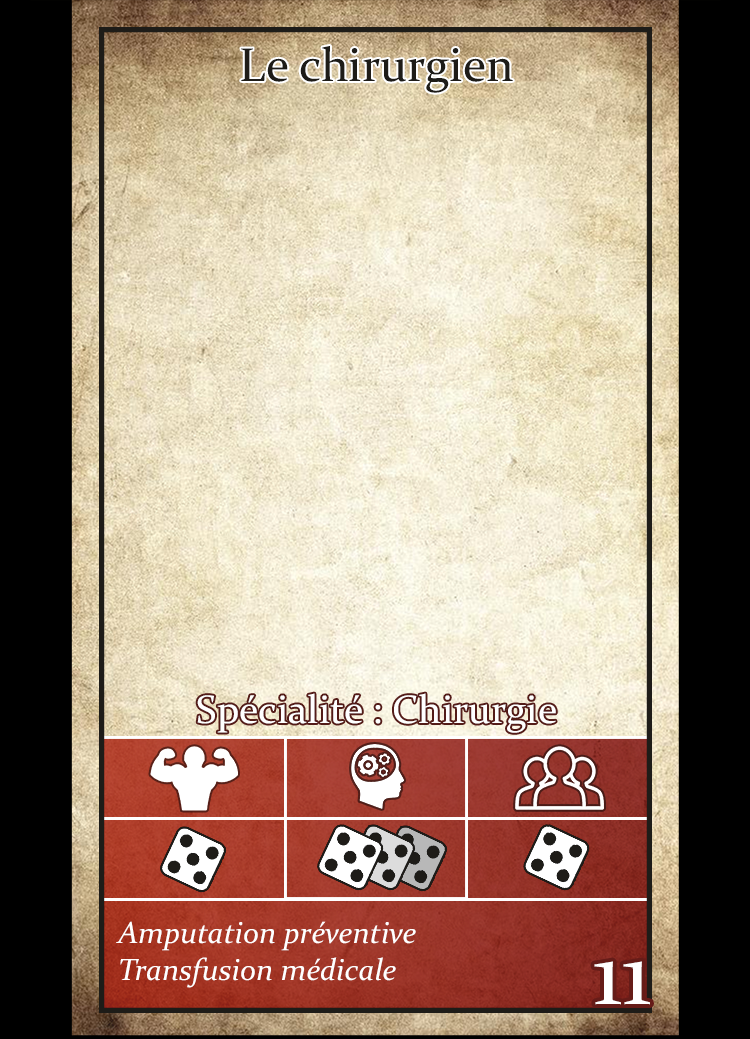 Le chirurgien
Spécialité : Chirurgie
Amputation préventive
Transfusion médicale
11